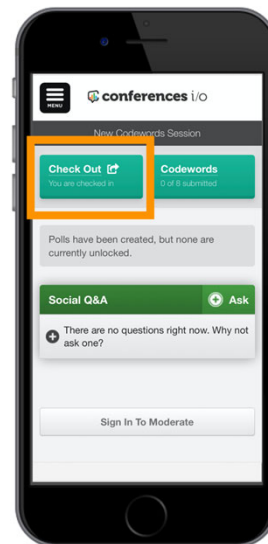 MENU
conferences i/o
New Codewords Session
Check Out
You are checked in
Codewords
0 of 8 submitted
Polls have been created, but none are
currently unlocked.
Social Q&A
Ask
There are no questions right now. Why not
ask one?
Sign In To Moderate